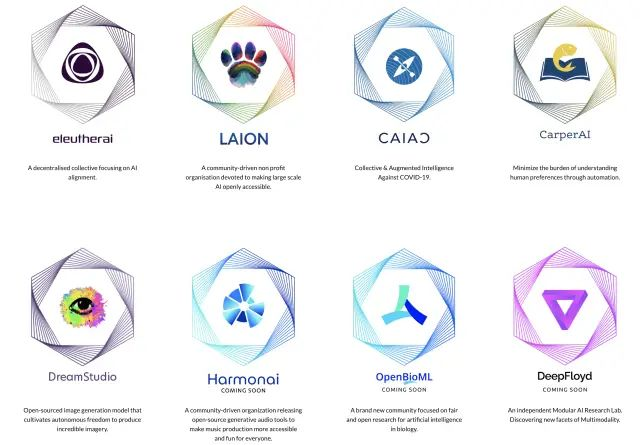 eleutherai
A decentralised collective focusing on AI
alignment.
LAION
A community-driven non profit
organisation devoted to making large scale
AI openly accessible.
CAIAC
Collective & Augmented Intelligence
Against COVID-19.
CarperAI
Minimize the burden of understanding
human preferences through automation.
DreamStudio
Open-sourced image generation model that
cultivates autonomous freedom to produce
incredible imagery.
Harmonai
COMING SOON
A community-driven organization releasing
open-source generative audio tools to
make music production more accessible
and fun for everyone.
OpenBioML
COMING SOON
A brand new community focused on fair
and open research for artificial intelligence
in biology.
DeepFloyd
COMING SOON
An independent Modular AI Research Lab.
Discovering new facets of Multimodality.